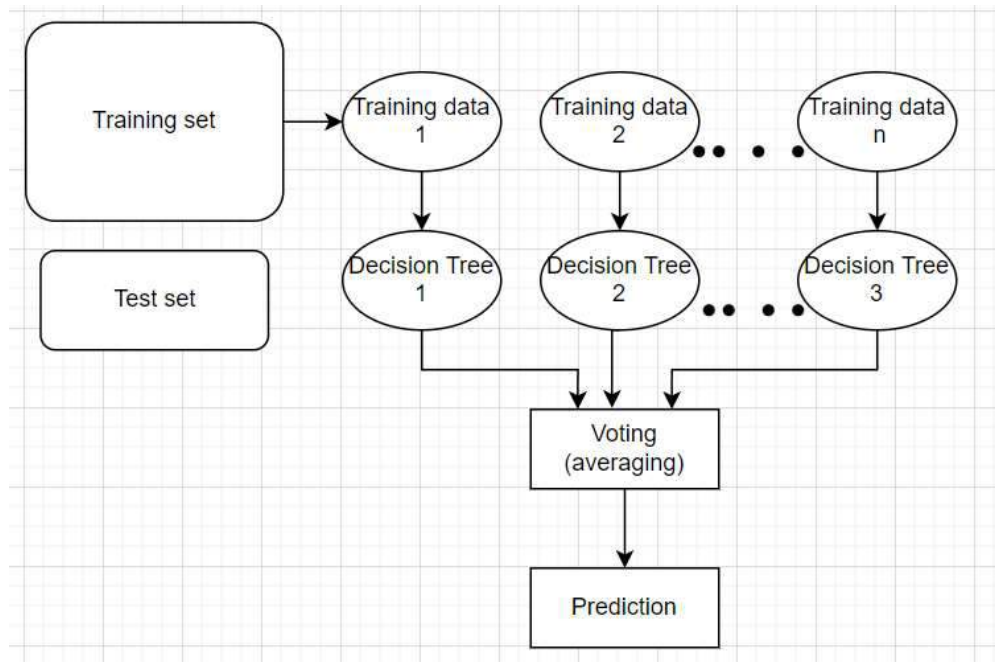 Training set
Training data
1
Training data
2
Training data
n
Test set
Decision Tree
1
Decision Tree
2
Decision Tree
3
Voting
(averaging)
Prediction